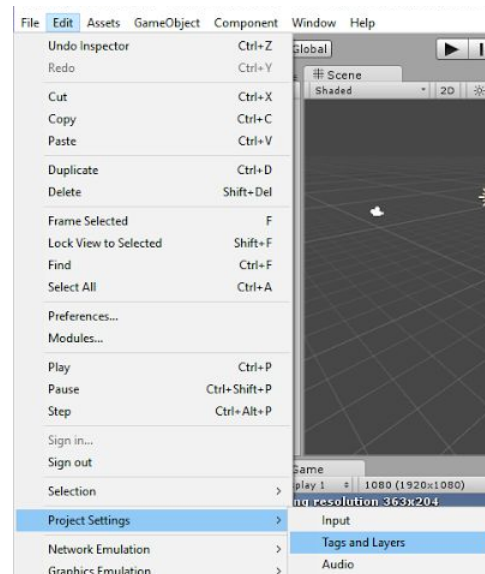 File Edit Assets GameObject Component Window Help
Undo Inspector Ctrl+Z
Redo Ctrl+Y
Cut Ctrl+X
Copy Ctrl+C
Paste Ctrl+V
Duplicate Ctrl+D
Delete Shift+Del
Frame Selected F
Lock View to Selected Shift+F
Find Ctrl+F
Select All Ctrl+A
Preferences...
Modules...
Play Ctrl+P
Pause Ctrl+Shift+P
Step Ctrl+Alt+P
Sign in...
Sign out
Selection >
Project Settings >
Network Emulation >
Graphics Emulation >
Global
# Scene
Shaded 2D
Game
play 1 1080 (1920x1080)
ng resolution 363x204
Input
Tags and Layers
Audio